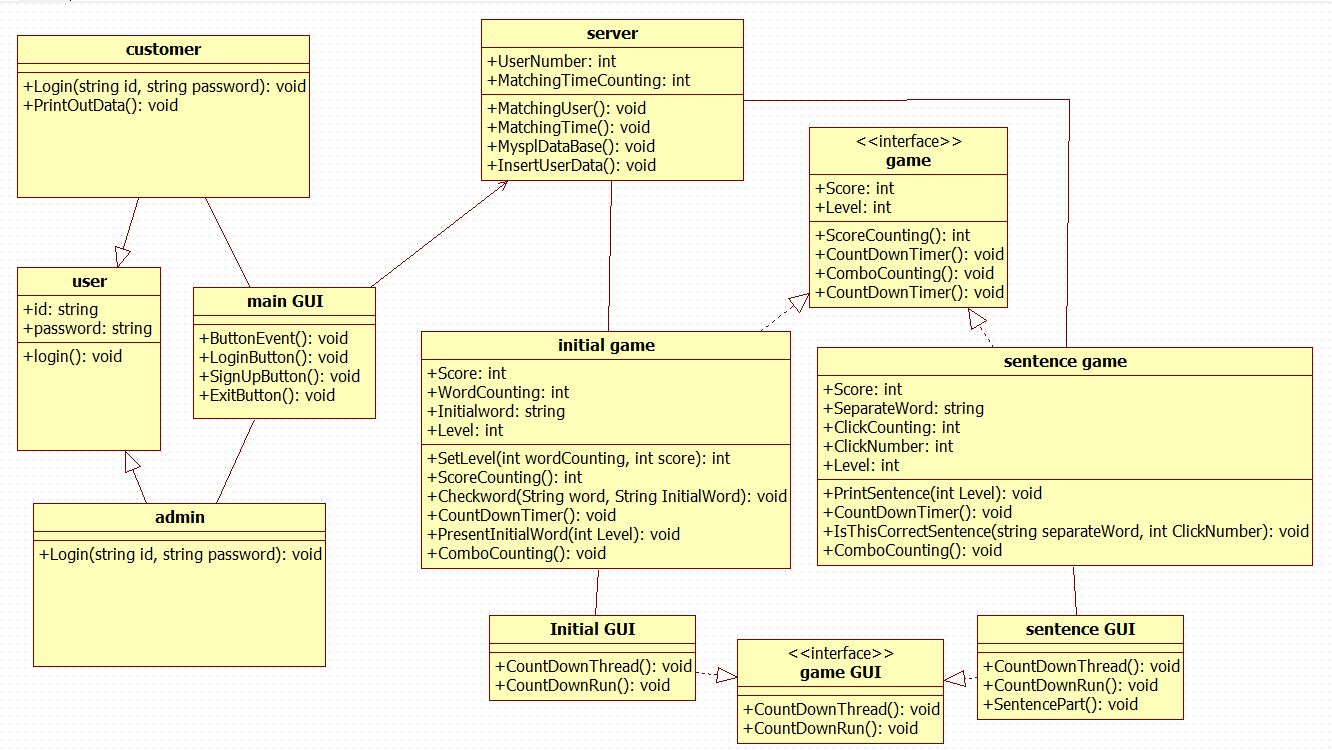 customer
+Login(string id, string password): void
+PrintOutData(): void
server
+UserNumber: int
+MatchingTimeCounting: int
+MatchingUser(): void
+MatchingTime(): void
+MysplDataBase(): void
+InsertUserData(): void
<<interface>>
game
+Score: int
+Level: int
+ScoreCounting(): int
+CountDownTimer(): void
+ComboCounting(): void
+CountDownTimer(): void
user
+id: string
+password: string
+login(): void
main GUI
+ButtonEvent(): void
+LoginButton(): void
+SignUpButton(): void
+ExitButton(): void
initial game
+Score: int
+WordCounting: int
+Initialword: string
+Level: int
+SetLevel(int wordCounting, int score): int
+ScoreCounting(): int
+Checkword(String word, String InitialWord): void
+CountDownTimer(): void
+PresentInitialWord(int Level): void
+ComboCounting(): void
sentence game
+Score: int
+SeparateWord: string
+ClickCounting: int
+ClickNumber: int
+Level: int
+PrintSentence(int Level): void
+CountDownTimer(): void
+IsThisCorrectSentence(string separateWord, int ClickNumber): void
+ComboCounting(): void
admin
+Login(string id, string password): void
Initial GUI
+CountDownThread(): void
+CountDownRun(): void
<<interface>>
game GUI
+CountDownThread(): void
+CountDownRun(): void
sentence GUI
+CountDownThread(): void
+CountDownRun(): void
+SentencePart(): void